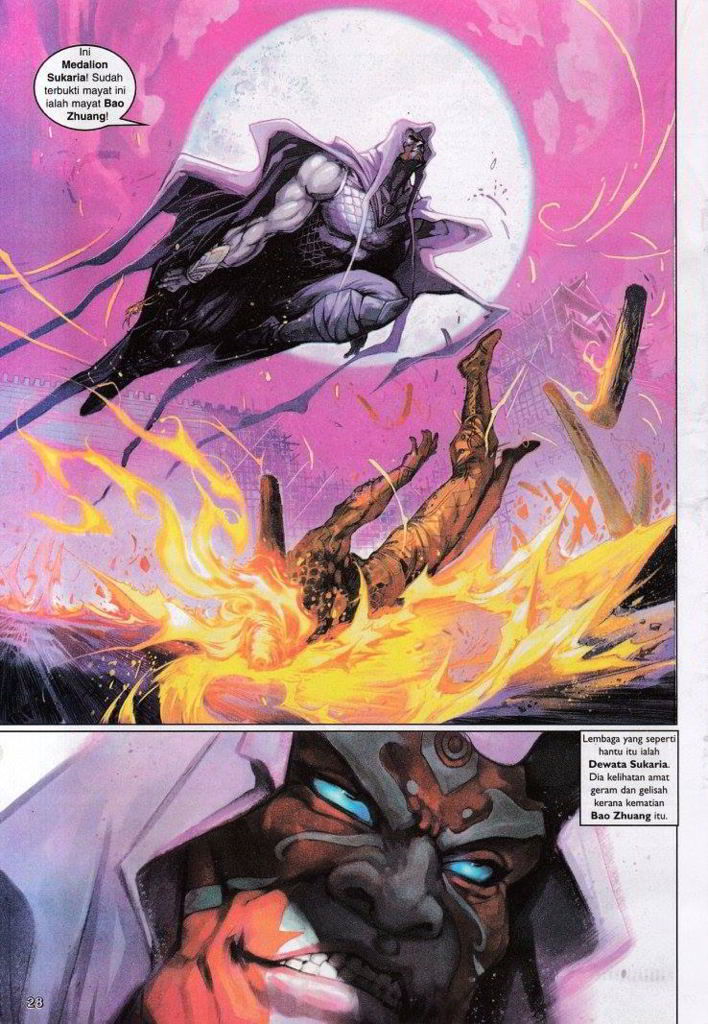 Ini
Medalion
Sukaria! Sudah
terbukti mayat ini
ialah mayat Bao
Zhuang!
Lembaga yang seperti
hantu itu ialah
Dewata Sukaria.
Dia kelihatan amat
geram dan gelisah
kerana kematian
Bao Zhuang itu.
23